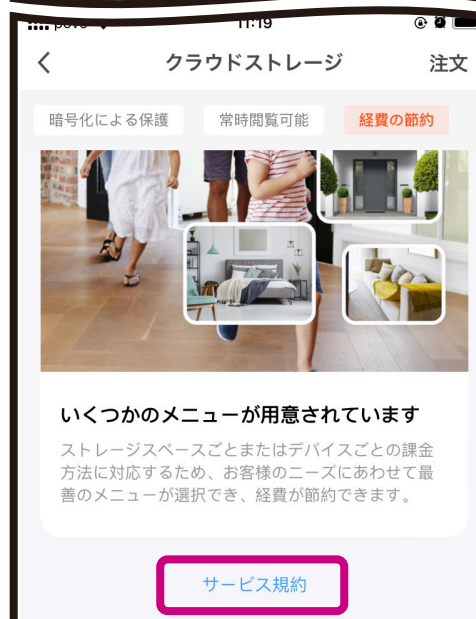 11:19
クラウドストレージ
注文
暗号化による保護
常時閲覧可能
経費の節約
いくつかのメニューが用意されています
ストレージスペースごとまたはデバイスごとの課金
方法に対応するため、お客様のニーズにあわせて最
善のメニューが選択でき、経費が節約できます。
サービス規約